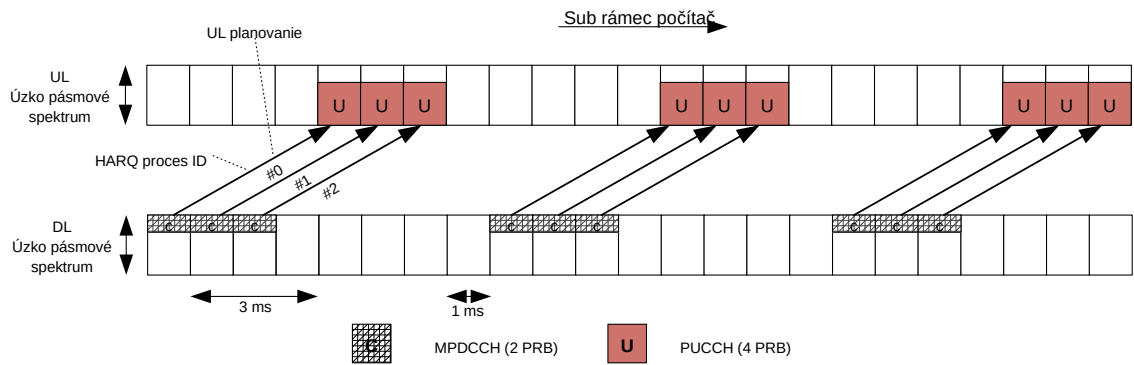 Sub rámec počítač
UL planovanie
UL
Úzko pásmové
spektrum
U U U U U U U U U
HARQ proces ID
#0
#1
#2
C C C C C C C C C
DL
Úzko pásmové
spektrum
3 ms
1 ms
C MPDCCH (2 PRB)
U PUCCH (4 PRB)